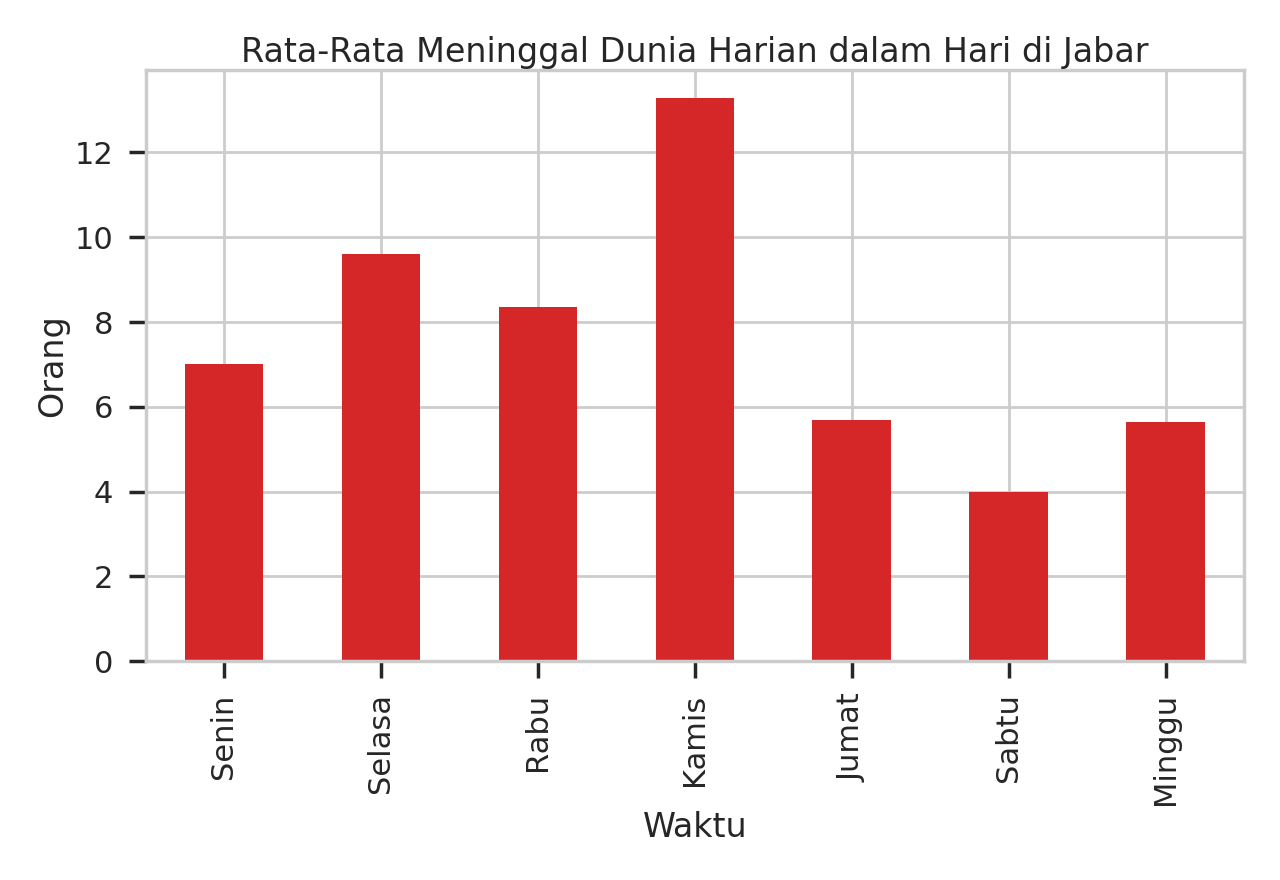 Rata-Rata Meninggal Dunia Harian dalam Hari di Jabar
Orang
12
10
8
6
4
2
0
Senin
Selasa
Rabu
Kamis
Jumat
Sabtu
Minggu
Waktu